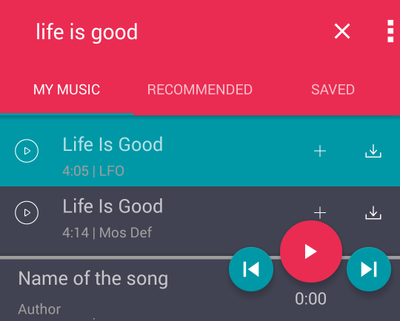 life is good
MY MUSIC RECOMMENDED SAVED
Life Is Good
4:05 | LFO
Life Is Good
4:14 | Mos Def
Name of the song
Author
0:00